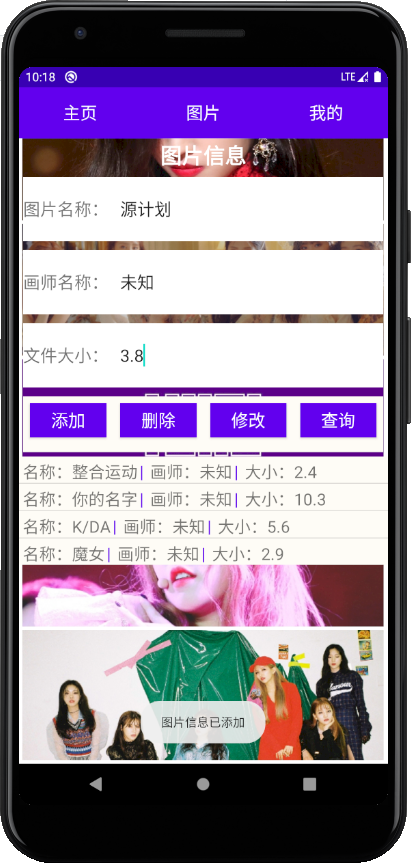 10:18 LTE
主页 图片 我的
图片信息
图片名称： 源计划
画师名称： 未知
文件大小： 3.8
添加 删除 修改 查询
名称：整合运动| 画师：未知| 大小：2.4
名称：你的名字| 画师：未知| 大小：10.3
名称：K/DA| 画师：未知| 大小：5.6
名称：魔女| 画师：未知| 大小：2.9
图片信息已添加